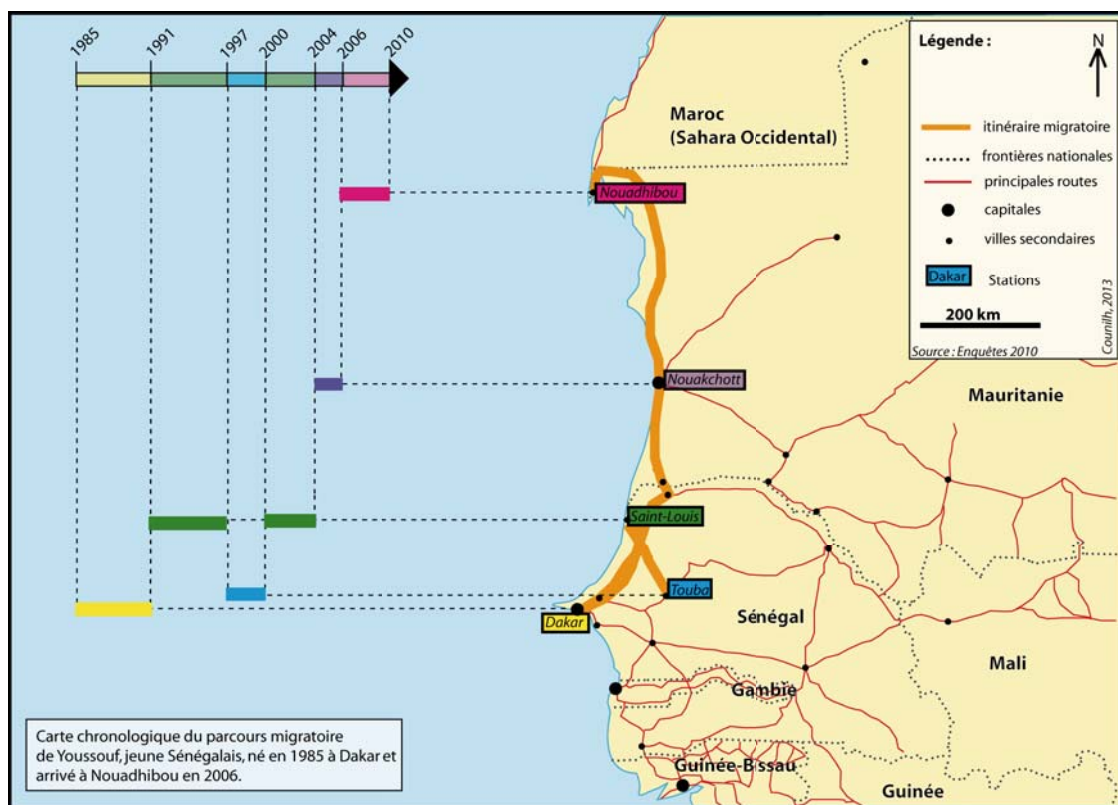 1985
1991
1997
2000
2004
2006
2010
Légende :
N
itinéraire migratoire
frontières nationales
principales routes
capitales
villes secondaires
Dakar
Stations
200 km
Source : Enquêtes 2010
Counilh, 2013
Maroc
(Sahara Occidental)
Nouadhibou
Nouakchott
Mauritanie
Saint-Louis
Touba
Dakar
Sénégal
Mali
Gambie
Guinée-Bissau
Guinée
Carte chronologique du parcours migratoire
de Youssouf, jeune Sénégalais, né en 1985 à Dakar et
arrivé à Nouadhibou en 2006.